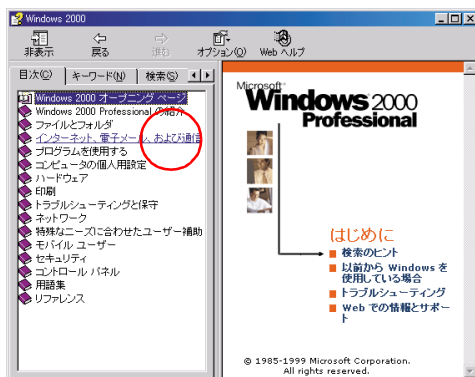 Windows 2000
非表示 戻る 進む オプション(O) Web ヘルプ
目次(C) キーワード(N) 検索(S)
Windows 2000 オープニング ページ
Windows 2000 Professional の紹介
ファイルとフォルダ
インターネット、電子メール、および通信
プログラムを使用する
コンピュータの個人用設定
ハードウェア
印刷
トラブルシューティングと保守
ネットワーク
特殊なニーズに合わせたユーザー補助
モバイル ユーザー
セキュリティ
コントロール パネル
用語集
リファレンス
Microsoft
Windows 2000
Professional
はじめに
検索のヒント
以前から Windows を
使用している場合
トラブルシューティング
Web での情報とサポー
ト
© 1985-1999 Microsoft Corporation.
All rights reserved.